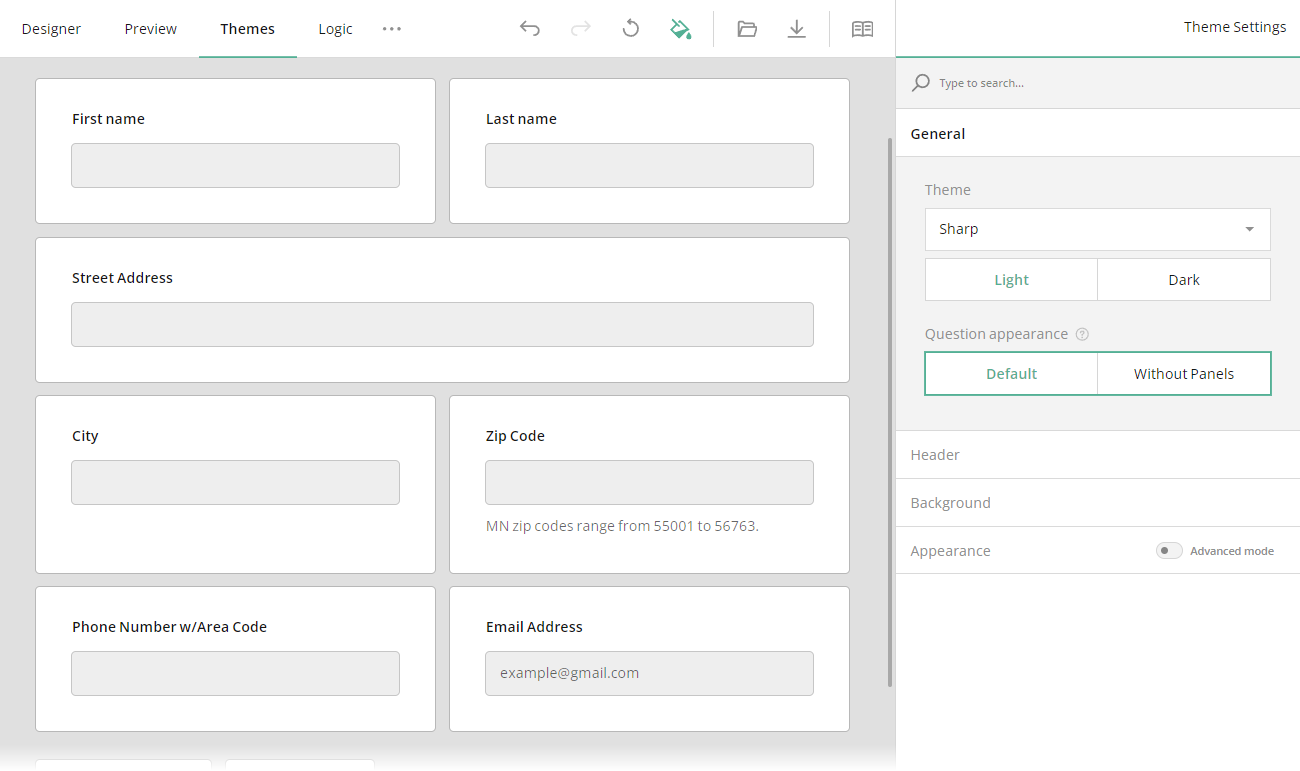 Designer Preview Themes Logic
Theme Settings
Type to search...
First name Last name
Street Address
City Zip Code
MN zip codes range from 55001 to 56763.
Phone Number w/Area Code Email Address
example@gmail.com
General
Theme
Sharp
Light Dark
Question appearance ?
Default Without Panels
Header
Background
Appearance Advanced mode